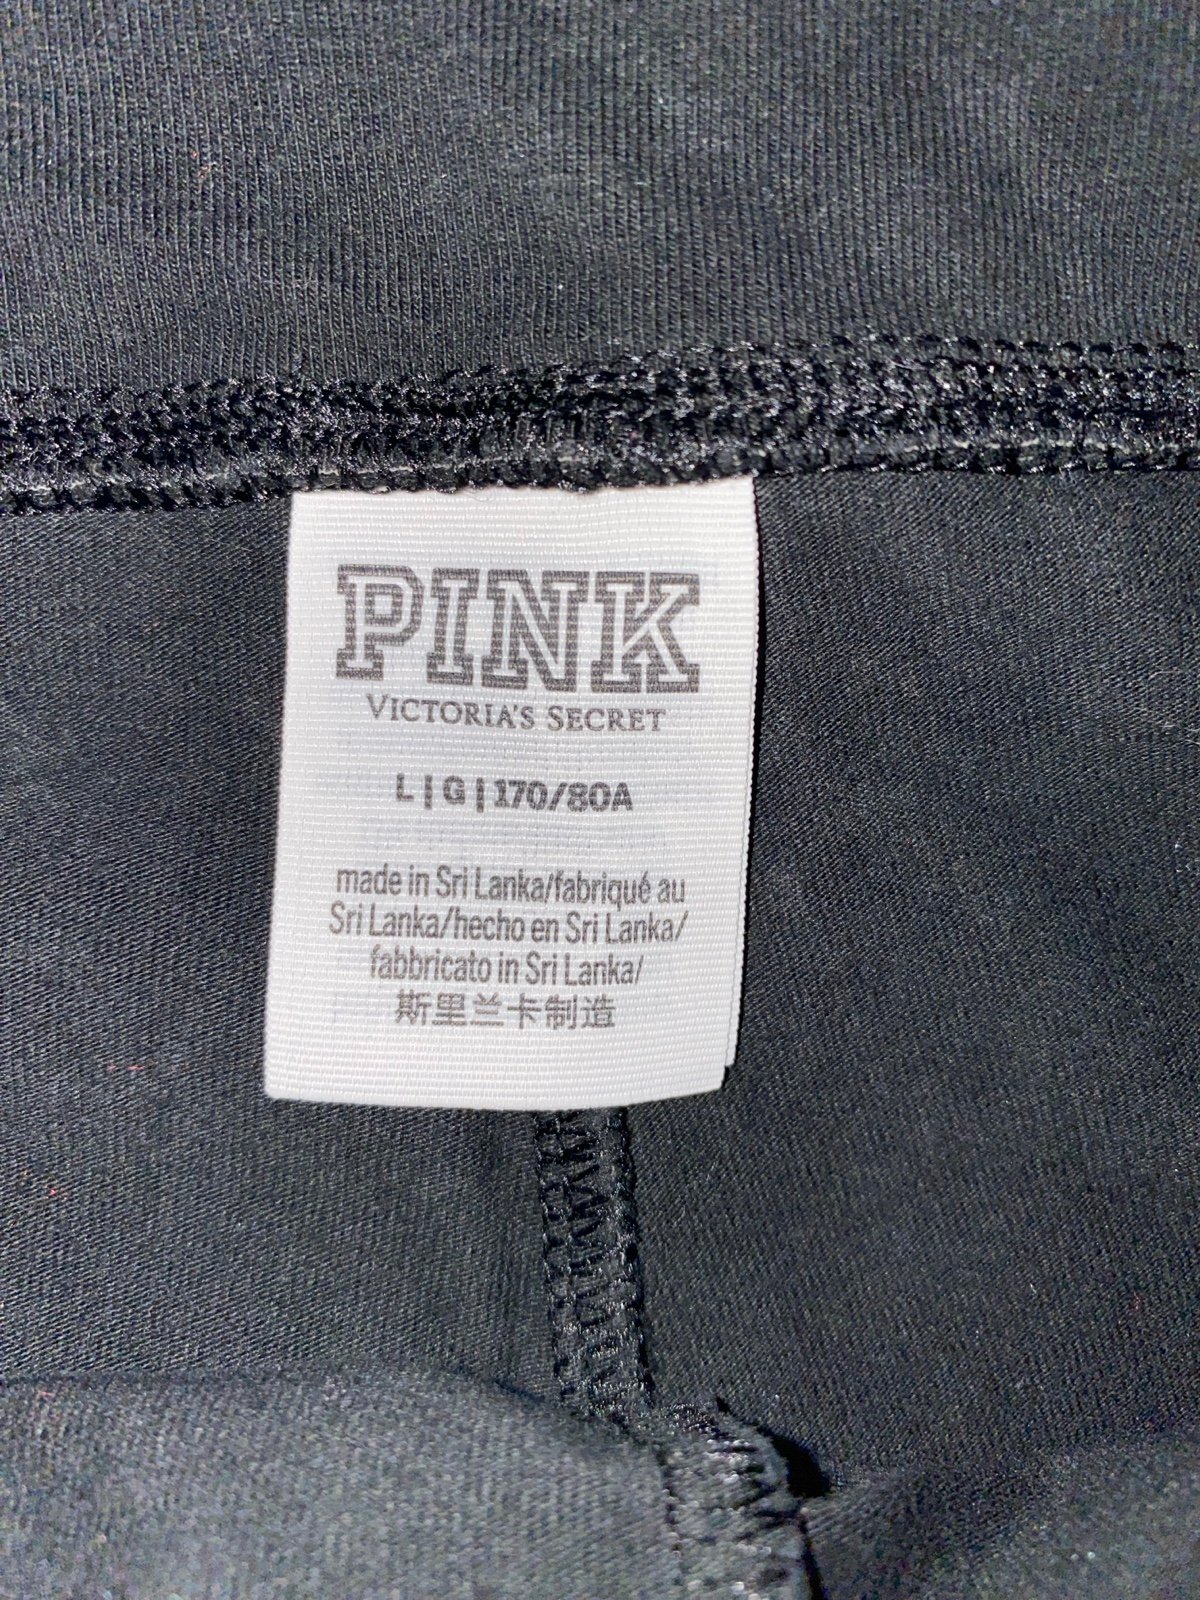 PINK
VICTORIA'S SECRET
L|G|170/80A
made in Sri Lanka/fabriqué au
Sri Lanka/hecho en Sri Lanka/
fabbricato in Sri Lanka/
斯里兰卡制造